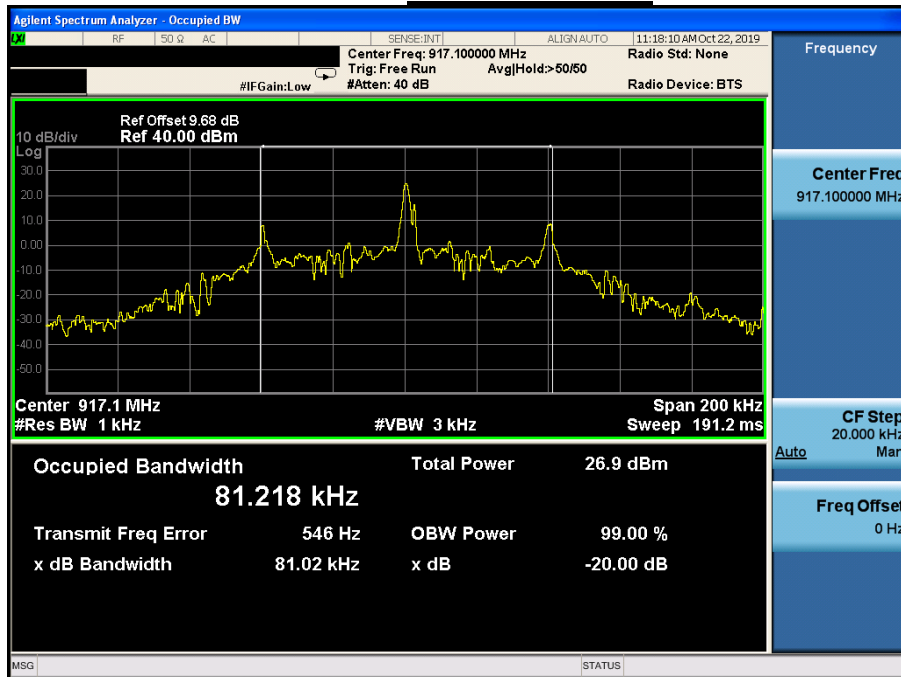 Agilent Spectrum Analyzer - Occupied BW
LXI RF 50 Ω AC SENSE:INT ALIGN AUTO 11:18:10 AM Oct 22, 2019
Center Freq: 917.100000 MHz Radio Std: None
Trig: Free Run Avg|Hold:>50/50
#IFGain:Low #Atten: 40 dB Radio Device: BTS
Ref Offset 9.68 dB
10 dB/div Ref 40.00 dBm
Log
30.0
20.0
10.0
0.00
-10.0
-20.0
-30.0
-40.0
-50.0
Center 917.1 MHz Span 200 kHz
#Res BW 1 kHz #VBW 3 kHz Sweep 191.2 ms
Occupied Bandwidth Total Power 26.9 dBm
81.218 kHz
Transmit Freq Error 546 Hz OBW Power 99.00 %
x dB Bandwidth 81.02 kHz x dB -20.00 dB
MSG STATUS
Frequency
Center Freq
917.100000 MHz
CF Step
20.000 kHz
Auto Man
Freq Offset
0 Hz